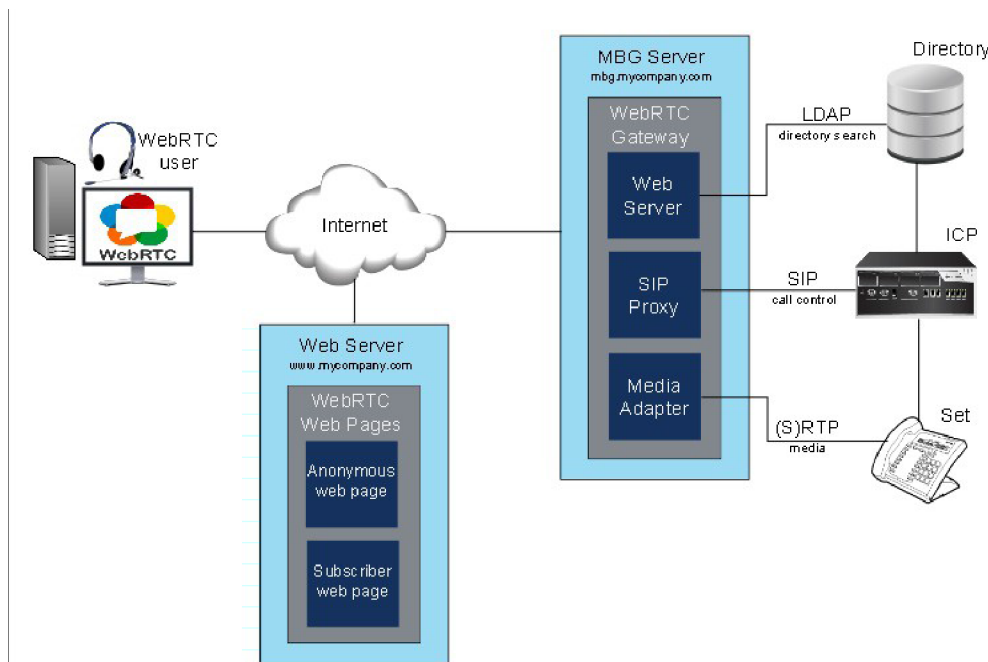 WebRTC
user
WebRTC
Internet
Web Server
www.mycompany.com
WebRTC
Web Pages
Anonymous
web page
Subscriber
web page
MBG Server
mbg.mycompany.com
WebRTC
Gateway
Web
Server
SIP
Proxy
Media
Adapter
LDAP
directory search
SIP
call control
(S)RTP
media
Directory
ICP
Set